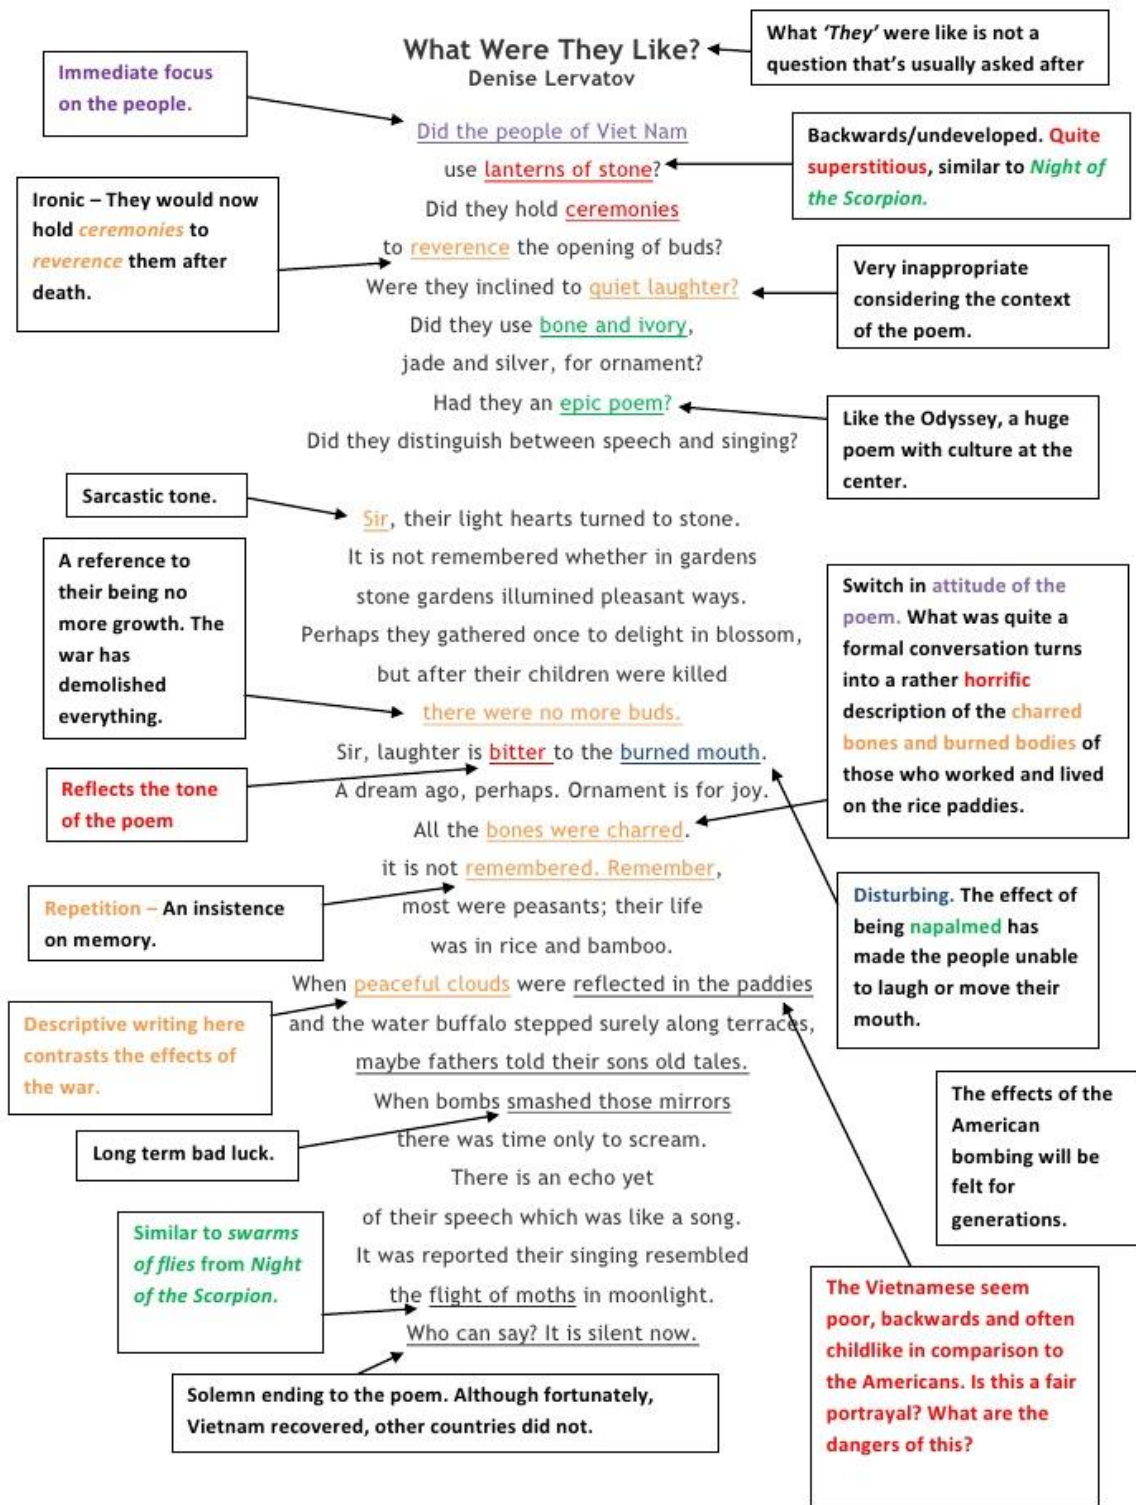 What Were They Like?
Denise Lervatov
What ‘They’ were like is not a
question that’s usually asked after
Immediate focus
on the people.
Did the people of Viet Nam
use lanterns of stone?
Did they hold ceremonies
to reverence the opening of buds?
Were they inclined to quiet laughter?
Did they use bone and ivory,
jade and silver, for ornament?
Had they an epic poem?
Did they distinguish between speech and singing?
Backwards/undeveloped. Quite
superstitious, similar to Night of
the Scorpion.
Ironic – They would now
hold ceremonies to
reverence them after
death.
Very inappropriate
considering the context
of the poem.
Like the Odyssey, a huge
poem with culture at the
center.
Sarcastic tone.
Sir, their light hearts turned to stone.
It is not remembered whether in gardens
stone gardens illumined pleasant ways.
Perhaps they gathered once to delight in blossom,
but after their children were killed
there were no more buds.
Sir, laughter is bitter to the burned mouth.
A dream ago, perhaps. Ornament is for joy.
All the bones were charred.
it is not remembered. Remember,
most were peasants; their life
was in rice and bamboo.
When peaceful clouds were reflected in the paddies
and the water buffalo stepped surely along terraces,
maybe fathers told their sons old tales.
When bombs smashed those mirrors
there was time only to scream.
There is an echo yet
of their speech which was like a song.
It was reported their singing resembled
the flight of moths in moonlight.
Who can say? It is silent now.
A reference to
their being no
more growth. The
war has
demolished
everything.
Switch in attitude of the
poem. What was quite a
formal conversation turns
into a rather horrific
description of the charred
bones and burned bodies of
those who worked and lived
on the rice paddies.
Reflects the tone
of the poem
Repetition – An insistence
on memory.
Disturbing. The effect of
being napalmed has
made the people unable
to laugh or move their
mouth.
Descriptive writing here
contrasts the effects of
the war.
The effects of the
American
bombing will be
felt for
generations.
Long term bad luck.
Similar to swarms
of flies from Night
of the Scorpion.
The Vietnamese seem
poor, backwards and often
childlike in comparison to
the Americans. Is this a fair
portrayal? What are the
dangers of this?
Solemn ending to the poem. Although fortunately,
Vietnam recovered, other countries did not.